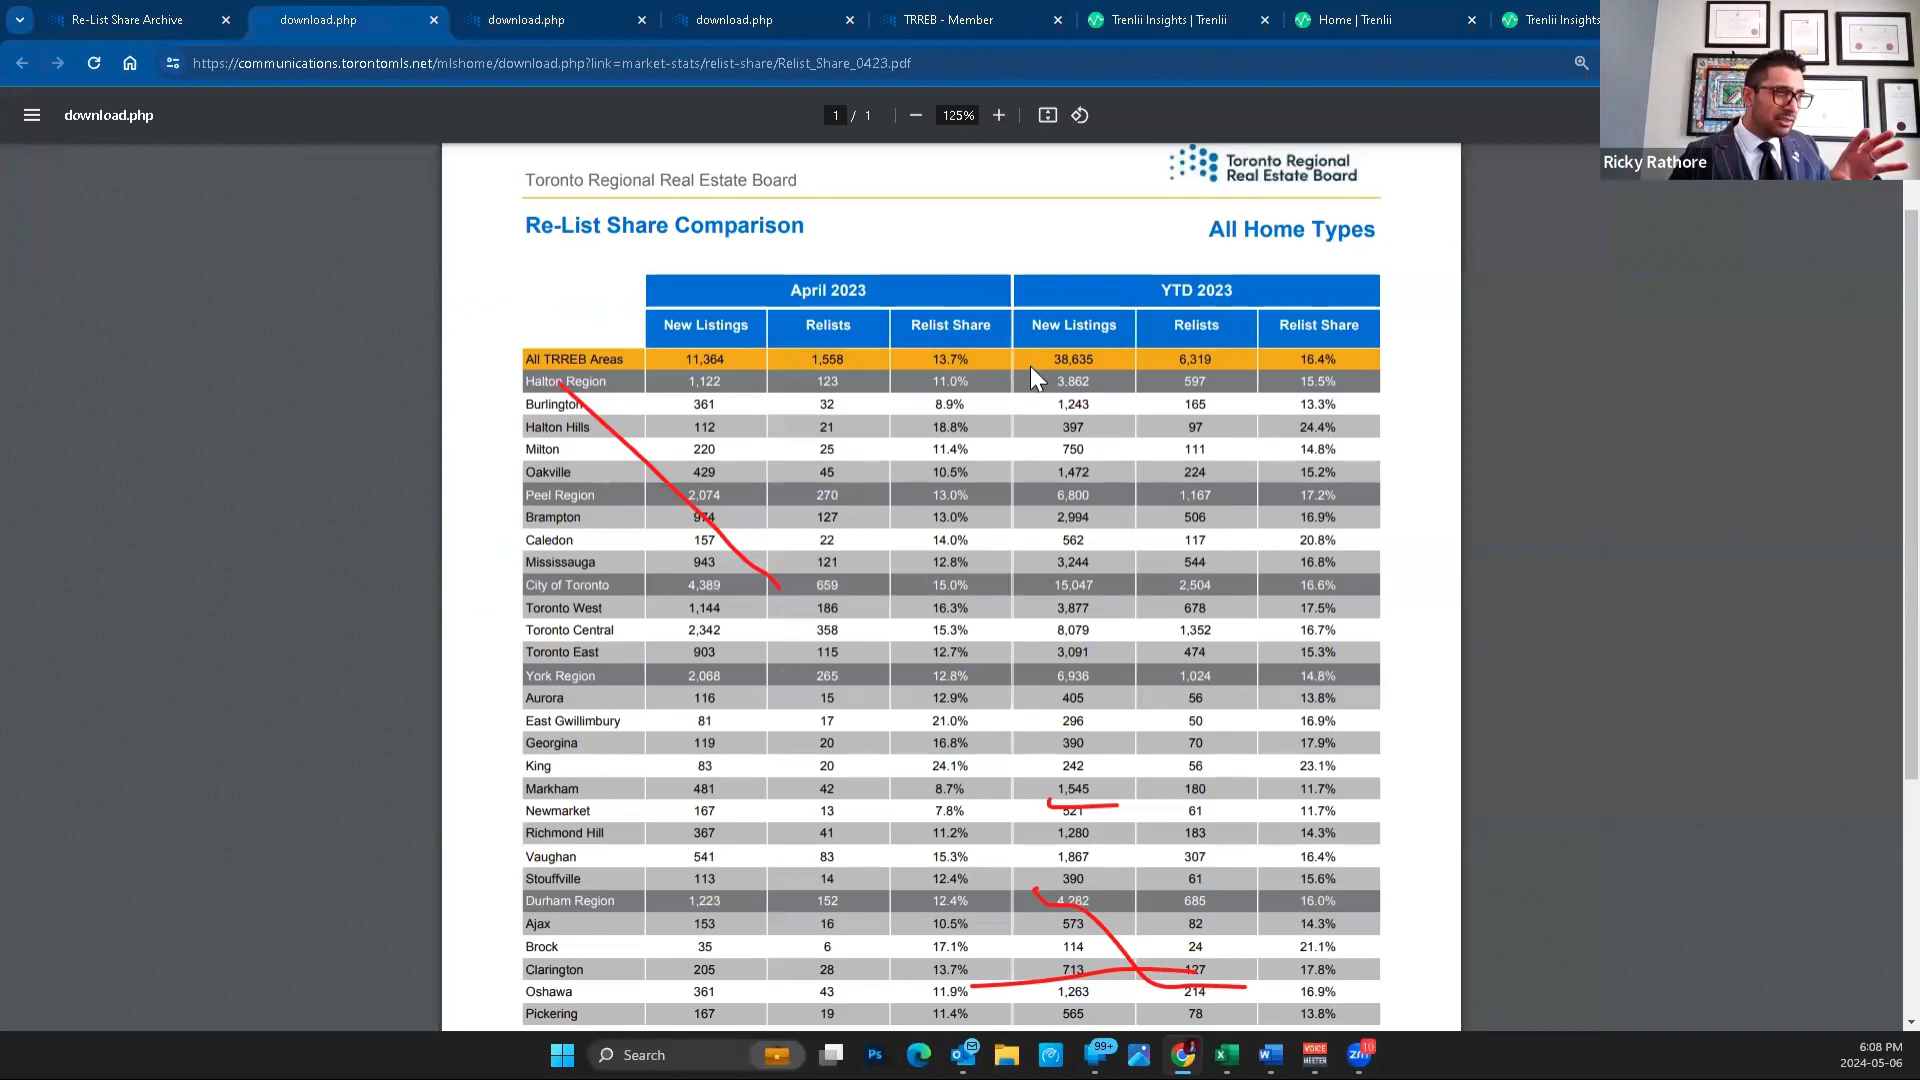 Re-List Share Archive
download.php
download.php
download.php
TRREB - Member
Trenlii Insights | Trenlii
Home | Trenlii
Trenlii Insights
https://communications.torontomls.net/mlshome/download.php?link=market-stats/relist-share/Relist_Share_0423.pdf
download.php
1 / 1
125%
Ricky Rathore
Toronto Regional Real Estate Board
Toronto Regional
Real Estate Board
Re-List Share Comparison
All Home Types
April 2023 YTD 2023
New Listings Relists Relist Share New Listings Relists Relist Share
All TRREB Areas 11,364 1,558 13.7% 38,635 6,319 16.4%
Halton Region 1,122 123 11.0% 3,862 597 15.5%
Burlington 361 32 8.9% 1,243 165 13.3%
Halton Hills 112 21 18.8% 397 97 24.4%
Milton 220 25 11.4% 750 111 14.8%
Oakville 429 45 10.5% 1,472 224 15.2%
Peel Region 2,074 270 13.0% 6,800 1,167 17.2%
Brampton 974 127 13.0% 2,994 506 16.9%
Caledon 157 22 14.0% 562 117 20.8%
Mississauga 943 121 12.8% 3,244 544 16.8%
City of Toronto 4,389 659 15.0% 15,047 2,504 16.6%
Toronto West 1,144 186 16.3% 3,877 678 17.5%
Toronto Central 2,342 358 15.3% 8,079 1,352 16.7%
Toronto East 903 115 12.7% 3,091 474 15.3%
York Region 2,068 265 12.8% 6,936 1,024 14.8%
Aurora 116 15 12.9% 405 56 13.8%
East Gwillimbury 81 17 21.0% 296 50 16.9%
Georgina 119 20 16.8% 390 70 17.9%
King 83 20 24.1% 242 56 23.1%
Markham 481 42 8.7% 1,545 180 11.7%
Newmarket 167 13 7.8% 521 61 11.7%
Richmond Hill 367 41 11.2% 1,280 183 14.3%
Vaughan 541 83 15.3% 1,867 307 16.4%
Stouffville 113 14 12.4% 390 61 15.6%
Durham Region 1,223 152 12.4% 4,282 685 16.0%
Ajax 153 16 10.5% 573 82 14.3%
Brock 35 6 17.1% 114 24 21.1%
Clarington 205 28 13.7% 713 127 17.8%
Oshawa 361 43 11.9% 1,263 214 16.9%
Pickering 167 19 11.4% 565 78 13.8%
Search
Ps
99+
VOICE
MEETER
zm
10
6:08 PM
2024-05-06